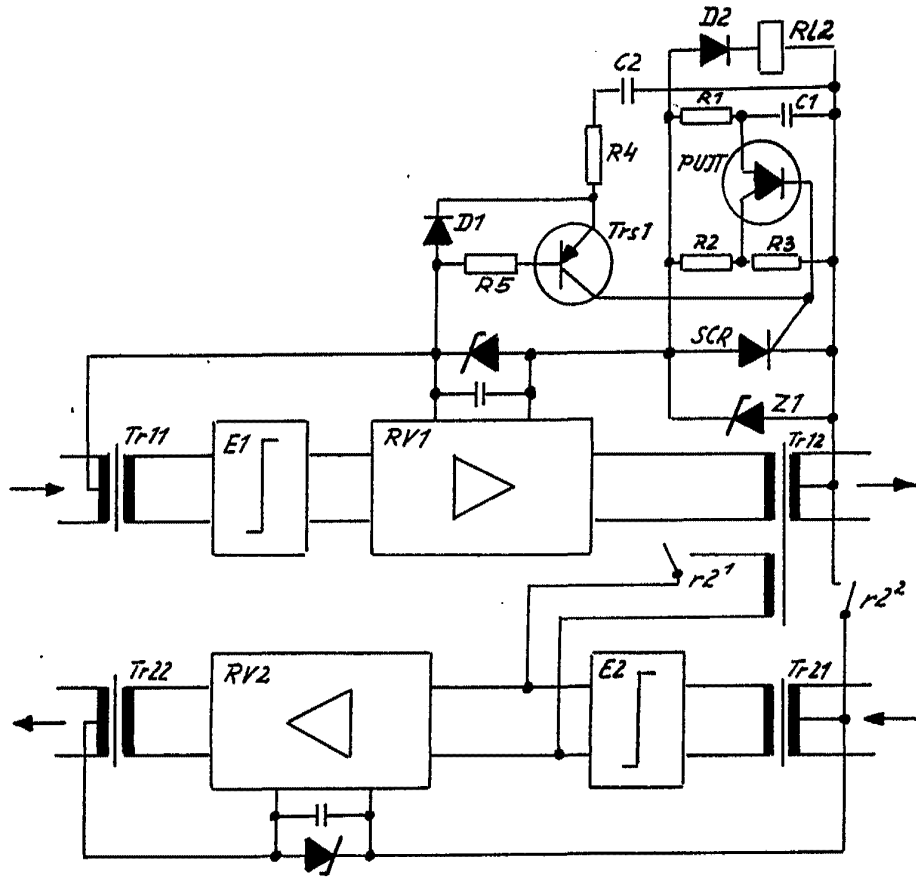 D2
Rl2
C2
R1
C1
R4
PUT
D1
Trs1
R2
R3
R5
SCR
Z1
Tr11
E1
RV1
Tr12
r2¹
r2²
Tr22
RV2
E2
Tr21